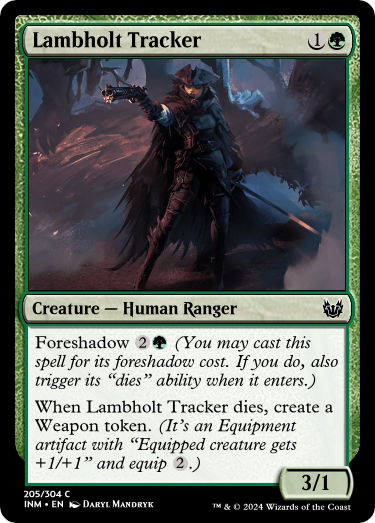 Lambholt Tracker 1
Creature — Human Ranger
Foreshadow 2 (You may cast this
spell for its foreshadow cost. If you do, also
trigger its “dies” ability when it enters.)
When Lambholt Tracker dies, create a
Weapon token. (It’s an Equipment
artifact with “Equipped creature gets
+1/+1” and equip 2.)
3/1
205/304 C
INM • EN Daryl Mandryk
™ & © 2024 Wizards of the Coast